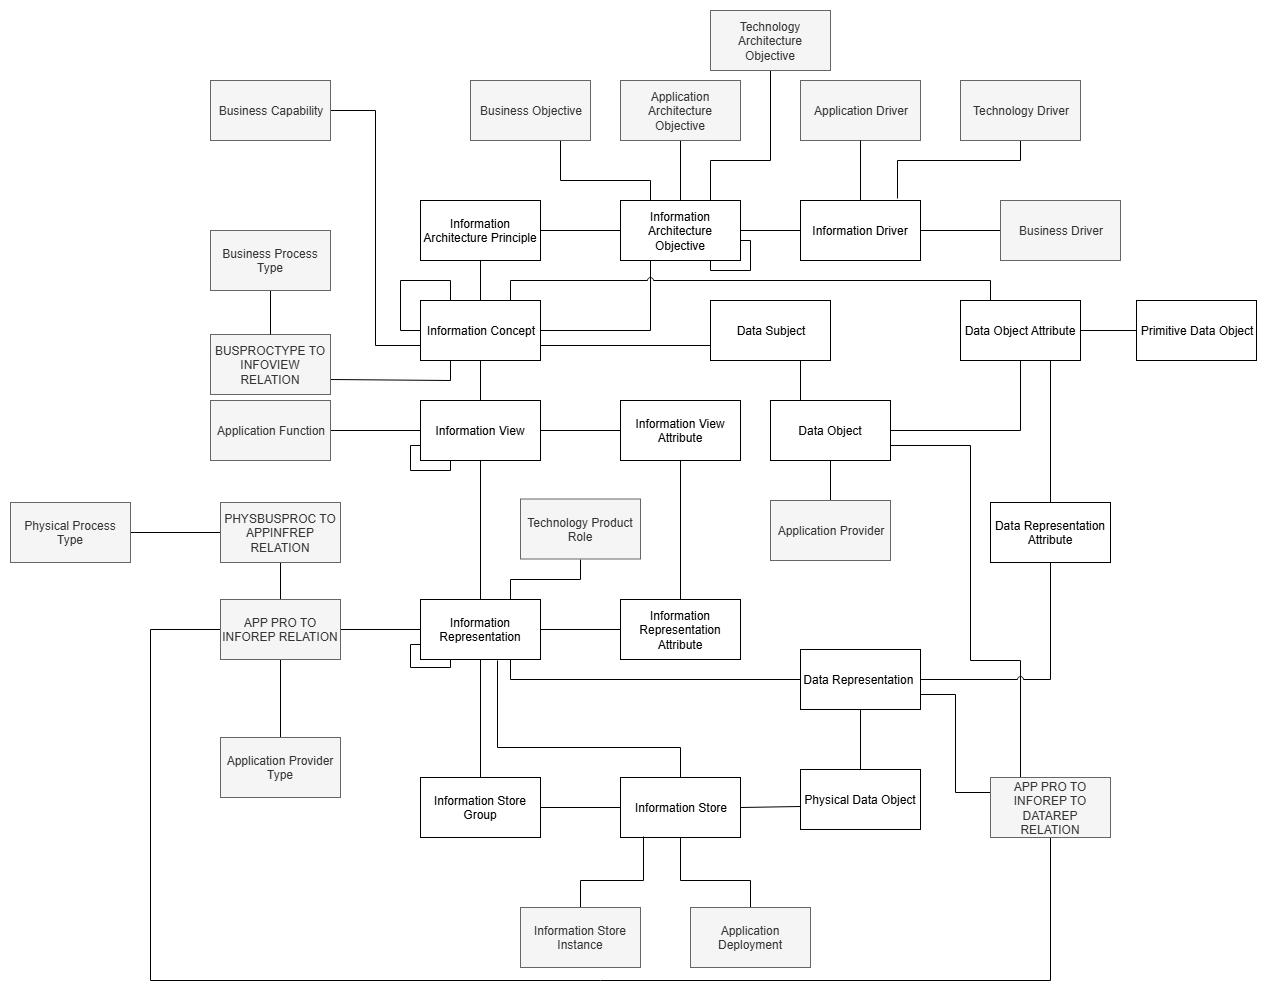 Technology
Architecture
Objective
Business Capability
Business Objective
Application
Architecture
Objective
Application Driver
Technology Driver
Information
Architecture Principle
Information
Architecture
Objective
Information Driver
Business Driver
Business Process
Type
Information Concept
Data Subject
Data Object Attribute
Primitive Data Object
BUSPROCTYPE TO
INFOVIEW
RELATION
Application Function
Information View
Information View
Attribute
Data Object
Physical Process
Type
PHYSBUSPROC TO
APPINFREP
RELATION
Technology Product
Role
Application Provider
Data Representation
Attribute
APP PRO TO
INFOREP RELATION
Information
Representation
Information
Representation
Attribute
Data Representation
Application Provider
Type
Information Store
Group
Information Store
Physical Data Object
APP PRO TO
INFOREP TO
DATAREP
RELATION
Information Store
Instance
Application
Deployment